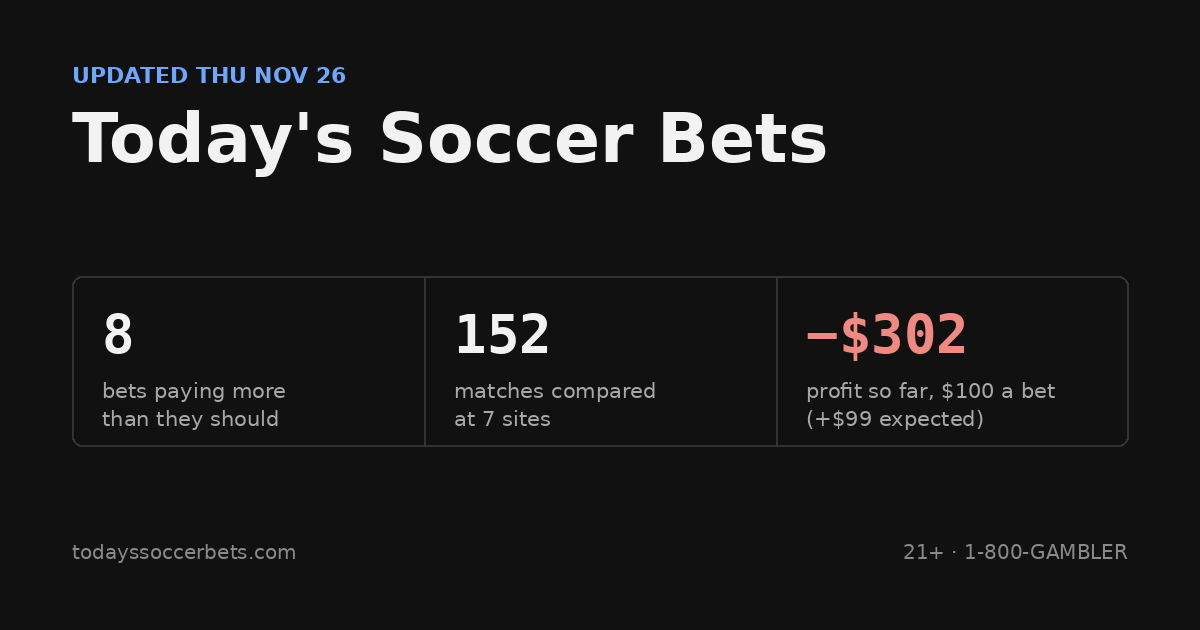 UPDATED THU NOV 26
Today's Soccer Bets
8
bets paying more
than they should
152
matches compared
at 7 sites
−$302
profit so far, $100 a bet
(+$99 expected)
todayssoccerbets.com
21+ · 1-800-GAMBLER